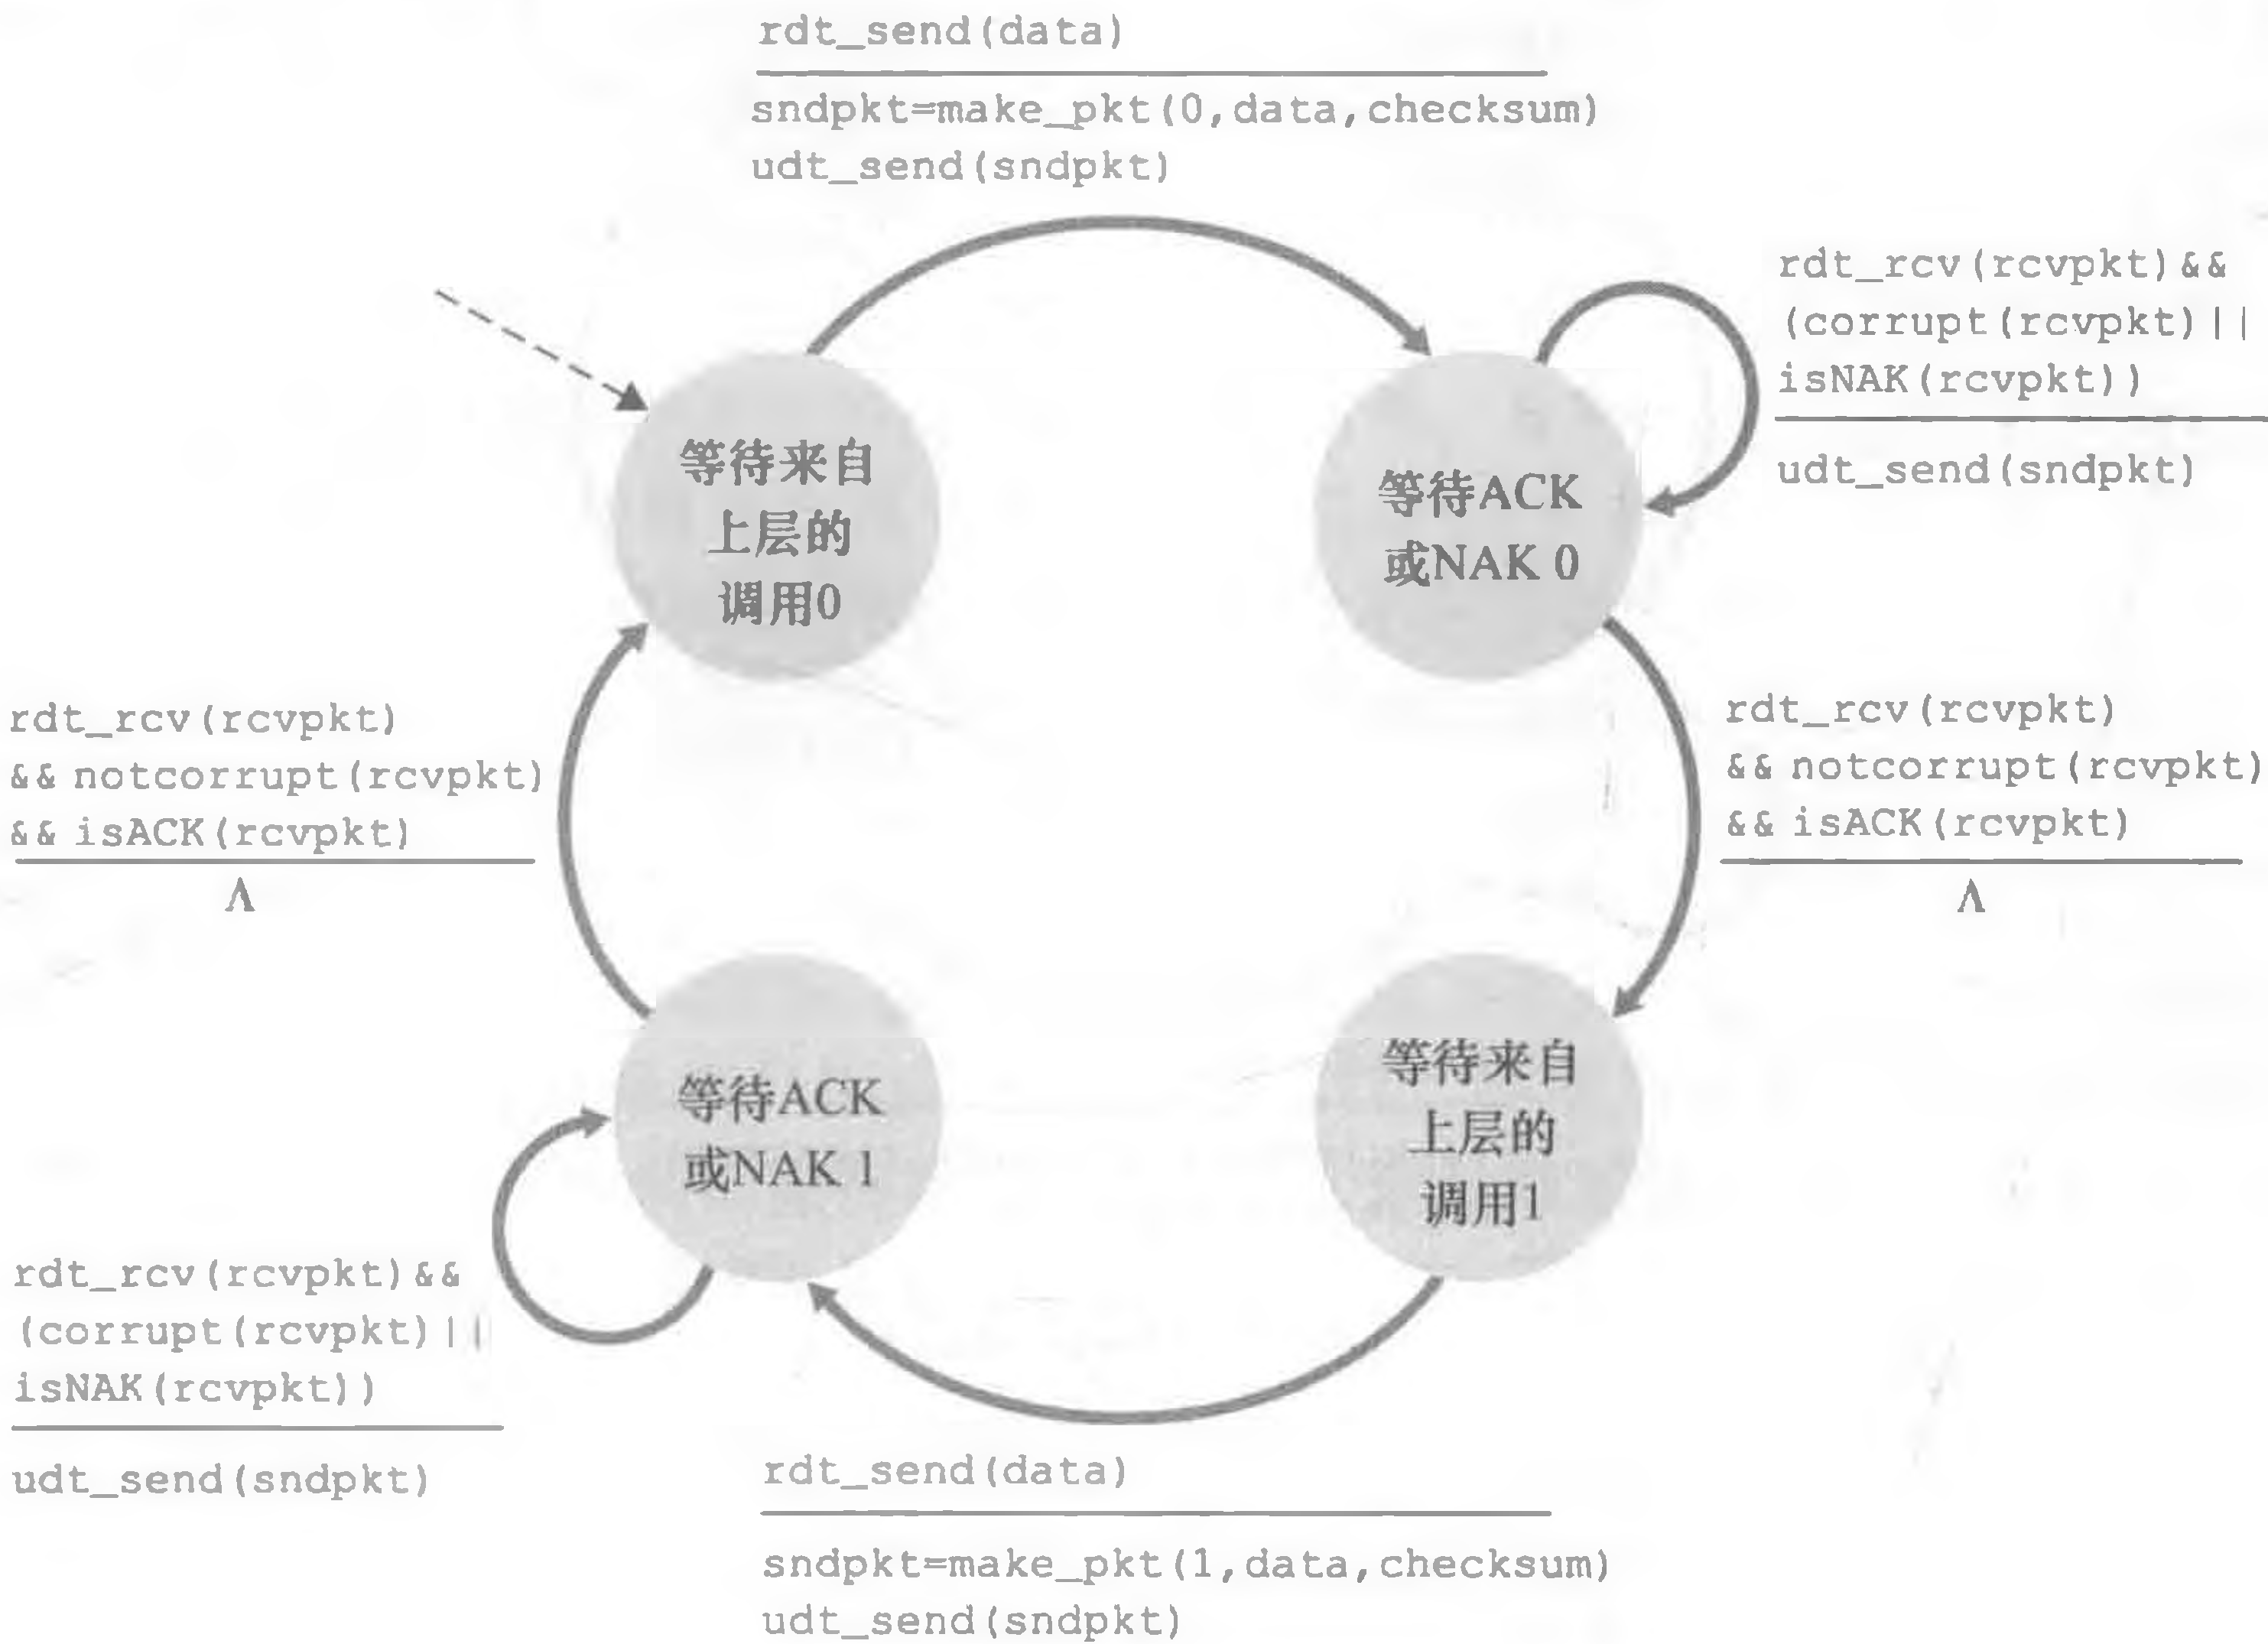 rdt_send(data)
sndpkt=make_pkt(0,data,checksum)
udt_send(sndpkt)
rdt_rcv(rcvpkt)&&
(corrupt(rcvpkt)||
isNAK(rcvpkt))
udt_send(sndpkt)
等待来自
上层的
调用0
等待ACK
或NAK 0
rdt_rcv(rcvpkt)
&& notcorrupt(rcvpkt)
&& isACK(rcvpkt)
Λ
rdt_rcv(rcvpkt)
&& notcorrupt(rcvpkt)
&& isACK(rcvpkt)
Λ
等待ACK
或NAK 1
等待来自
上层的
调用1
rdt_rcv(rcvpkt)&&
(corrupt(rcvpkt)||
isNAK(rcvpkt))
udt_send(sndpkt)
rdt_send(data)
sndpkt=make_pkt(1,data,checksum)
udt_send(sndpkt)